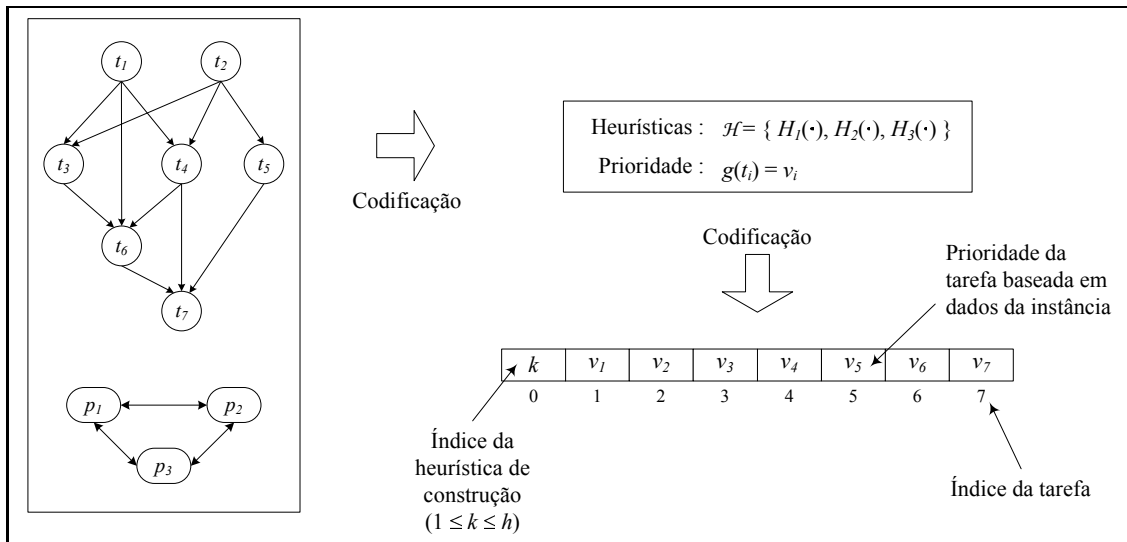 t1 t2
t3 t4 t5
t6
t7
p1 p2
p3
Codificação
Heurísticas : ℋ = { H1(·), H2(·), H3(·) }
Prioridade : g(ti) = vi
Codificação
Prioridade da
tarefa baseada em
dados da instância
k v1 v2 v3 v4 v5 v6 v7
0 1 2 3 4 5 6 7
Índice da
heurística de
construção
(1 ≤ k ≤ h)
Índice da tarefa